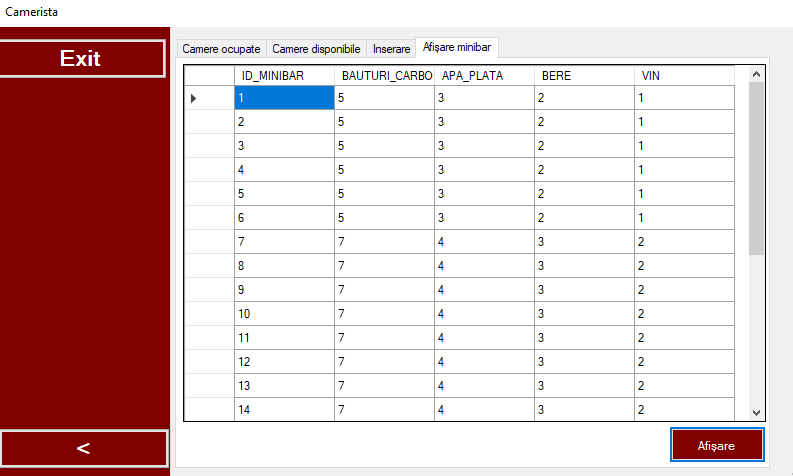 Camerista
Exit
Camere ocupate Camere disponibile Inserare Afișare minibar
ID_MINIBAR BAUTURI_CARBO APA_PLATA BERE VIN
1 5 3 2 1
2 5 3 2 1
3 5 3 2 1
4 5 3 2 1
5 5 3 2 1
6 5 3 2 1
7 7 4 3 2
8 7 4 3 2
9 7 4 3 2
10 7 4 3 2
11 7 4 3 2
12 7 4 3 2
13 7 4 3 2
14 7 4 3 2
<
Afișare